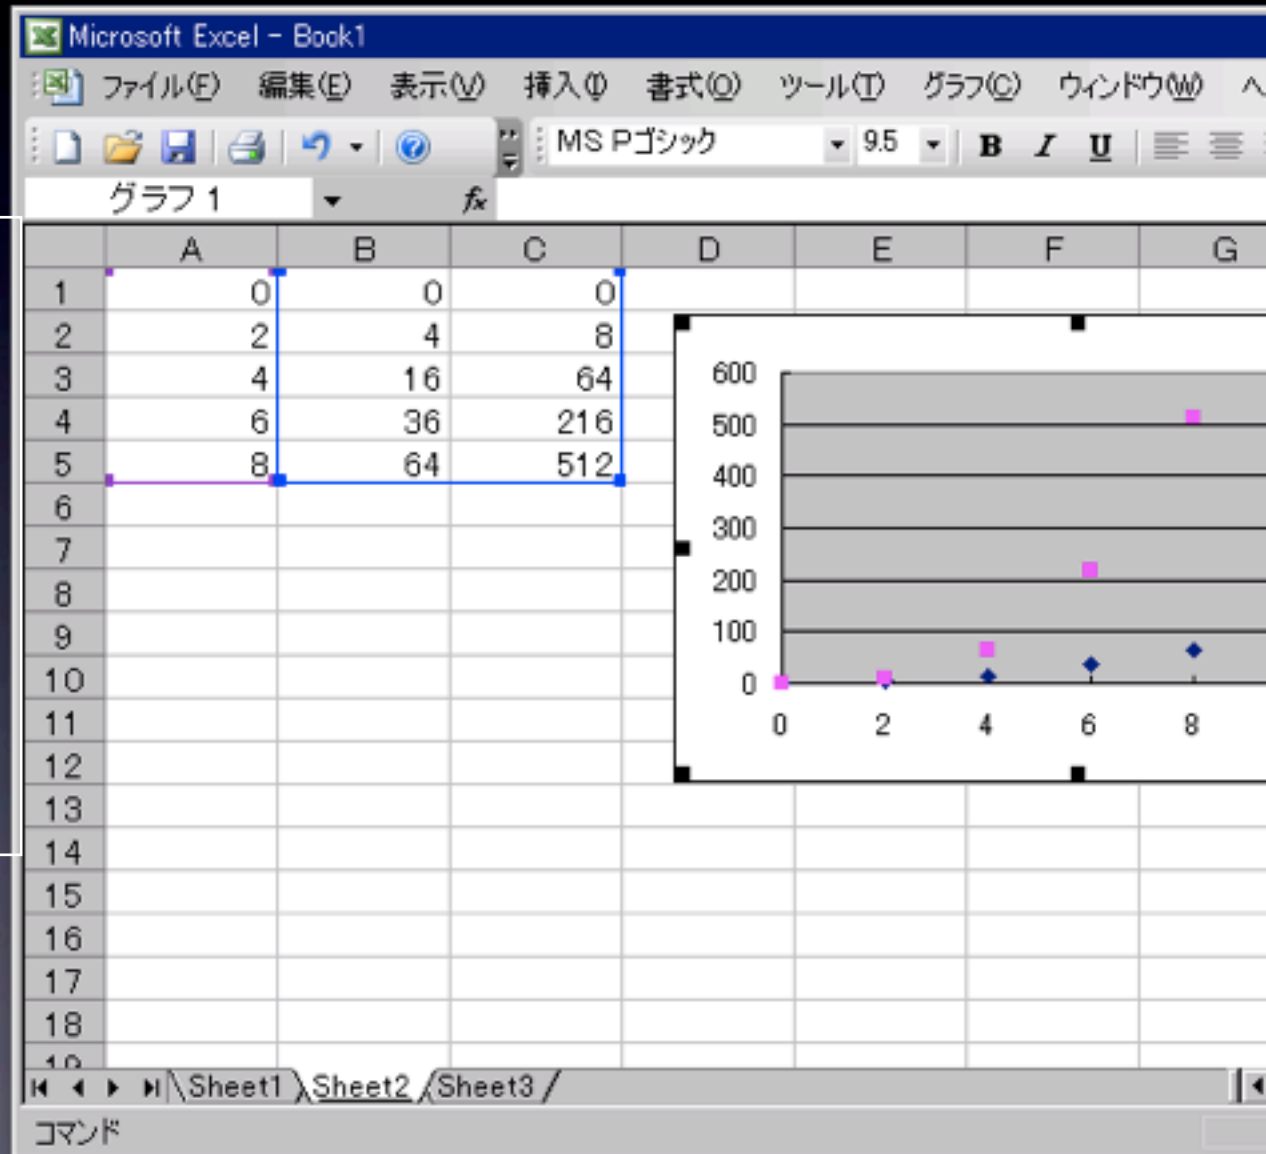 Microsoft Excel - Book1
ファイル(F) 編集(E) 表示(V) 挿入(I) 書式(O) ツール(T) グラフ(C) ウィンドウ(W) ヘ
MS Pゴシック 9.5 B I U
グラフ 1 fx
A B C D E F G
1 0 0 0
2 2 4 8
3 4 16 64
4 6 36 216
5 8 64 512
6
7
8
9
10
11
12
13
14
15
16
17
18
19
600
500
400
300
200
100
0
0 2 4 6 8
Sheet1 Sheet2 Sheet3
コマンド